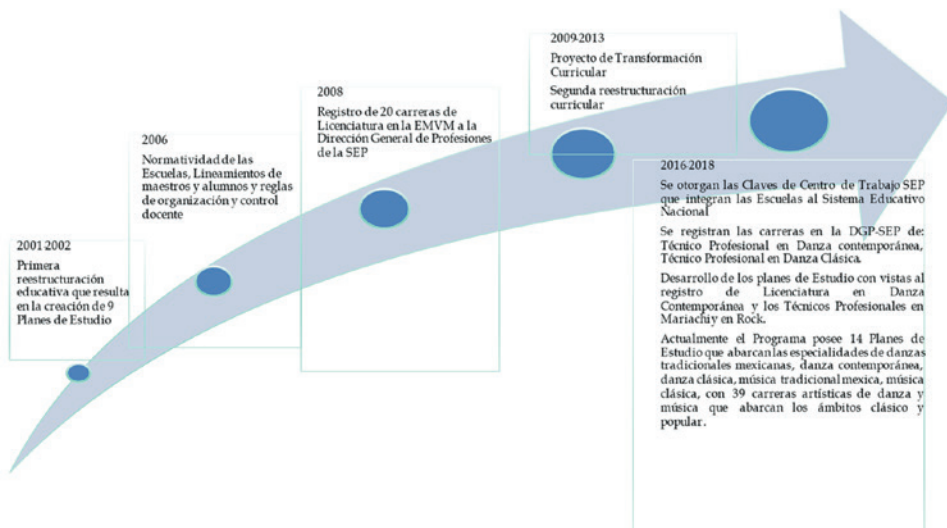 2001-2002
Primera
reestructuración
educativa que resulta
en la creación de 9
Planes de Estudio
2006
Normatividad de las
Escuelas, Lineamientos de
maestros y alumnos y reglas
de organización y control
docente
2008
Registro de 20 carreras de
Licenciatura en la EMVM a la
Dirección General de Profesiones
de la SEP
2009-2013
Proyecto de Transformación
Curricular
Segunda reestructuración
curricular
2016-2018
Se otorgan las Claves de Centro de Trabajo SEP
que integran las Escuelas al Sistema Educativo
Nacional
Se registran las carreras en la DGP-SEP de:
Técnico Profesional en Danza contemporánea,
Técnico Profesional en Danza Clásica.
Desarrollo de los planes de Estudio con vistas al
registro de Licenciatura en Danza
Contemporánea y los Técnicos Profesionales en
Mariachi y en Rock.
Actualmente el Programa posee 14 Planes de
Estudio que abarcan las especialidades de danzas
tradicionales mexicanas, danza contemporánea,
danza clásica, música tradicional mexica, música
clásica, con 39 carreras artísticas de danza y
música que abarcan los ámbitos clásico y
popular.